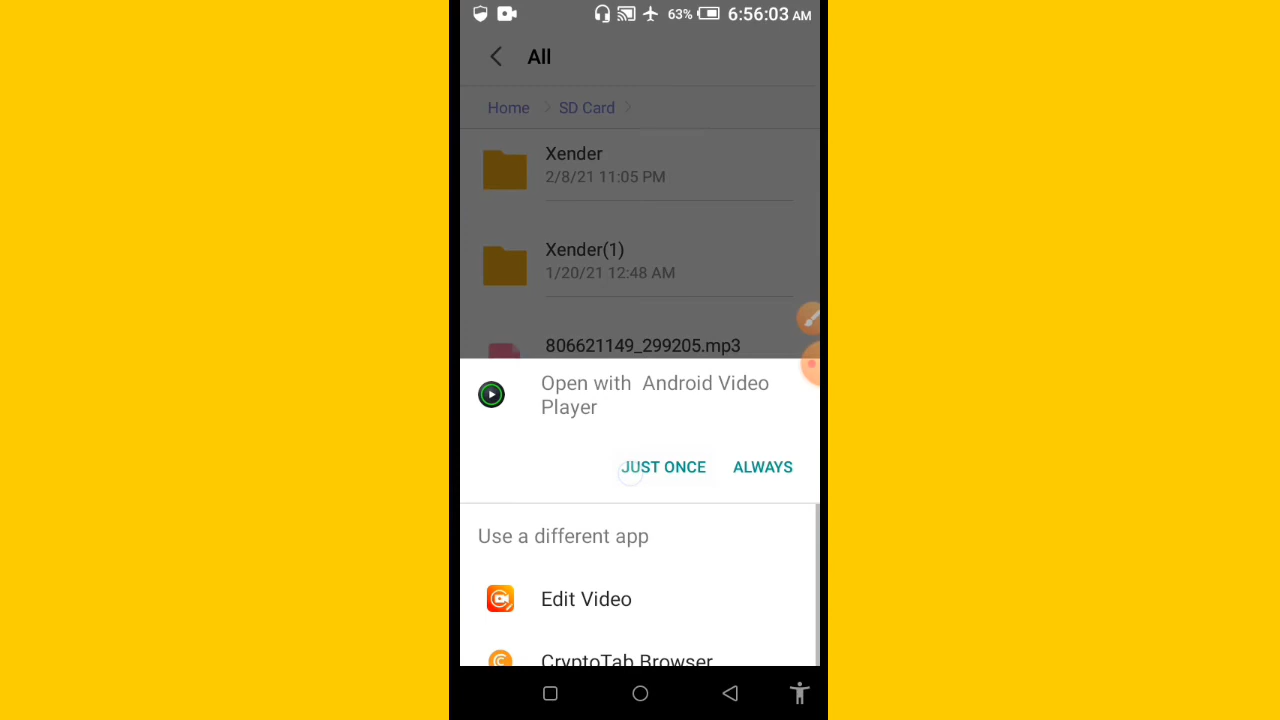 63% 6:56:03 AM
All
Home SD Card
Xender
2/8/21 11:05 PM
Xender(1)
1/20/21 12:48 AM
806621149_299205.mp3
Open with Android Video
Player
JUST ONCE ALWAYS
Use a different app
Edit Video
CryptoTab Browser